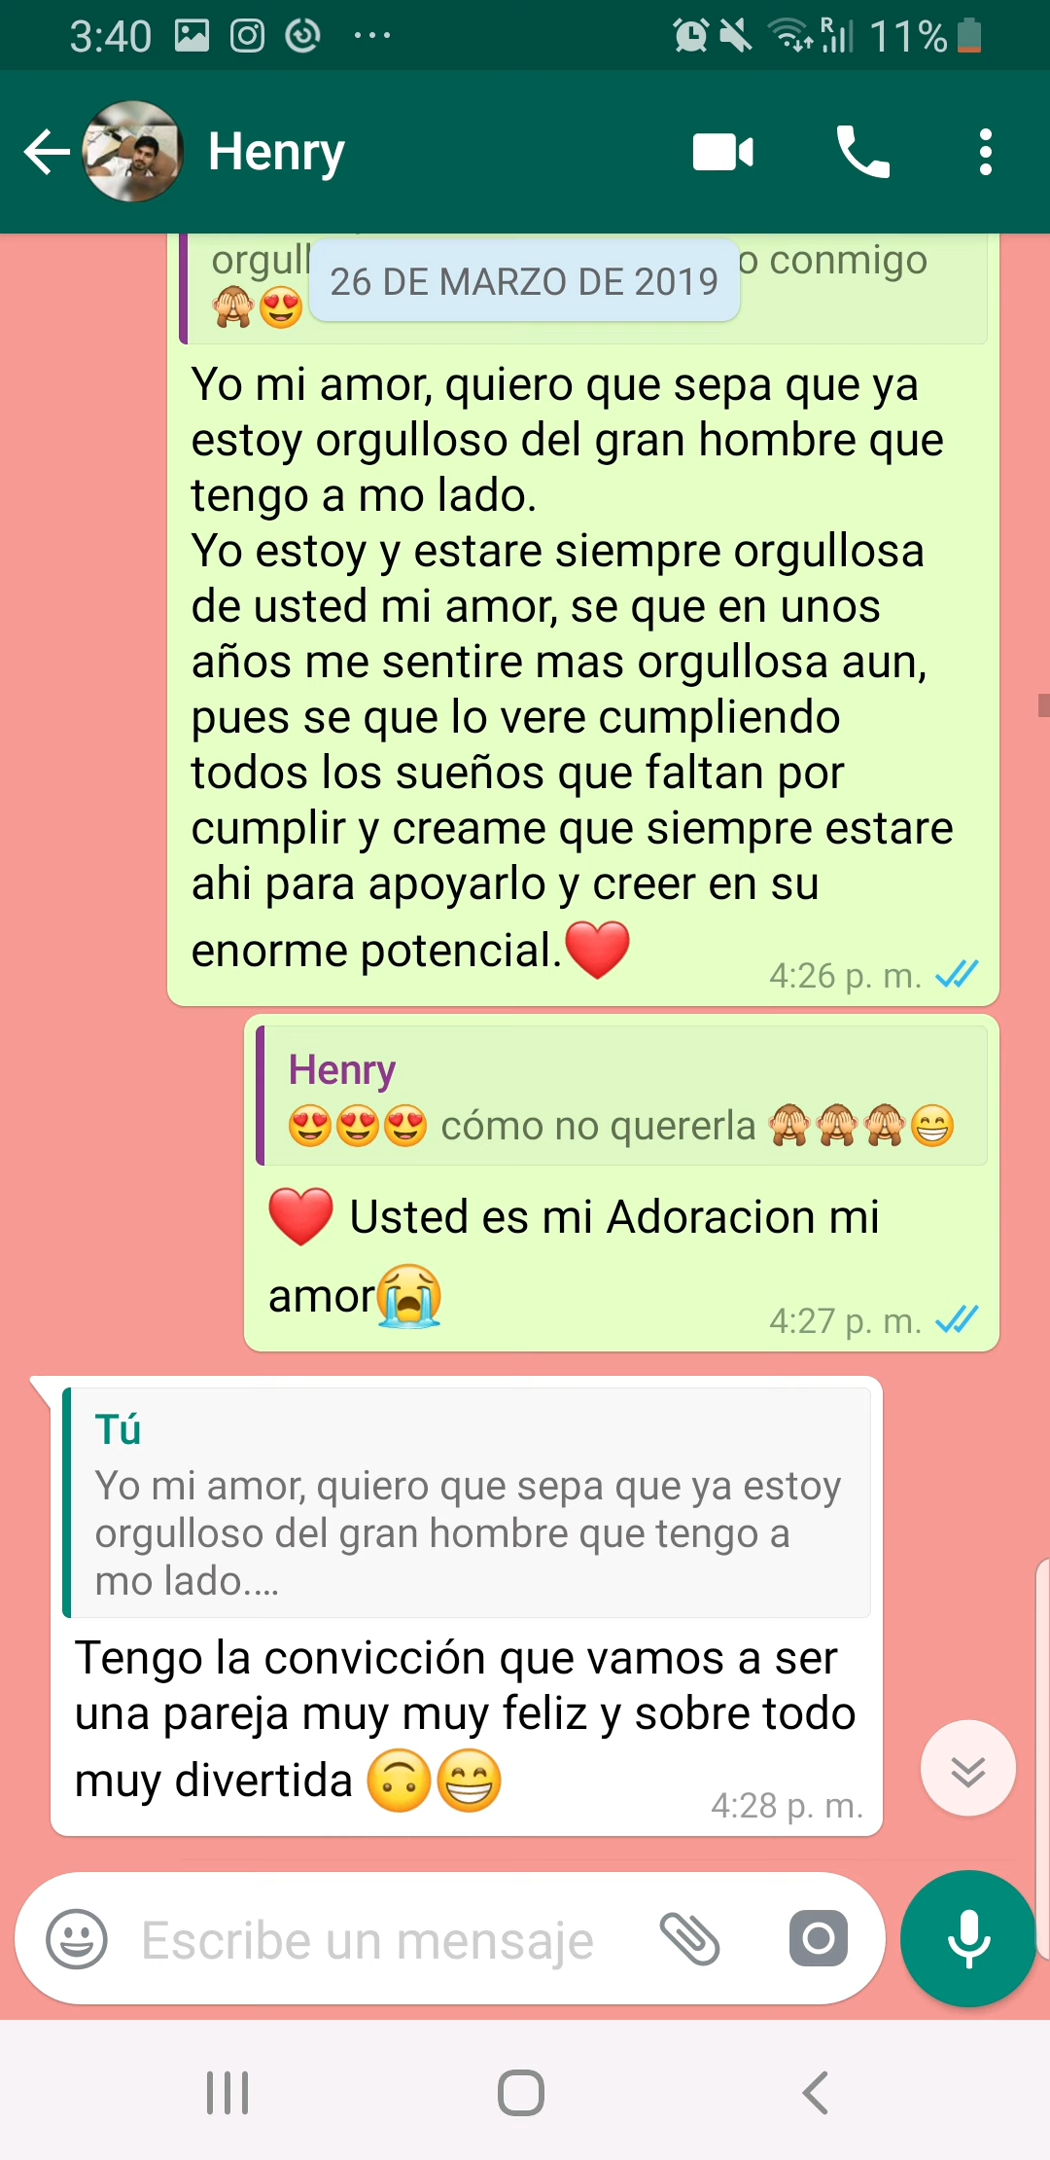 3:40
R
11%
Henry
orgull
o conmigo
🙈😍
26 DE MARZO DE 2019
Yo mi amor, quiero que sepa que ya
estoy orgulloso del gran hombre que
tengo a mo lado.
Yo estoy y estare siempre orgullosa
de usted mi amor, se que en unos
años me sentire mas orgullosa aun,
pues se que lo vere cumpliendo
todos los sueños que faltan por
cumplir y creame que siempre estare
ahi para apoyarlo y creer en su
enorme potencial.❤️
4:26 p. m.
Henry
😍😍😍 cómo no quererla 🙈🙈🙈😁
❤️ Usted es mi Adoracion mi
amor😭
4:27 p. m.
Tú
Yo mi amor, quiero que sepa que ya estoy
orgulloso del gran hombre que tengo a
mo lado....
Tengo la convicción que vamos a ser
una pareja muy muy feliz y sobre todo
muy divertida 🙃😁
4:28 p. m.
Escribe un mensaje